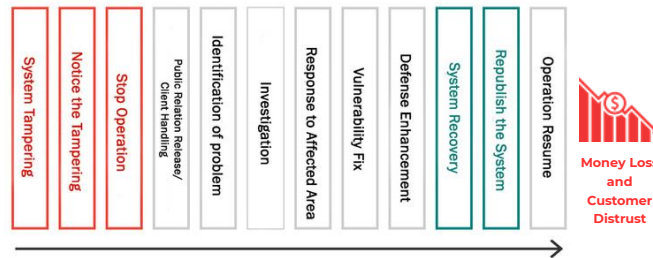 System Tampering
Notice the Tampering
Stop Operation
Public Relation Release/
Client Handling
Identification of problem
Investigation
Response to Affected Area
Vulnerability Fix
Defense Enhancement
System Recovery
Republish the System
Operation Resume
$
Money Los
and
Customer
Distrust